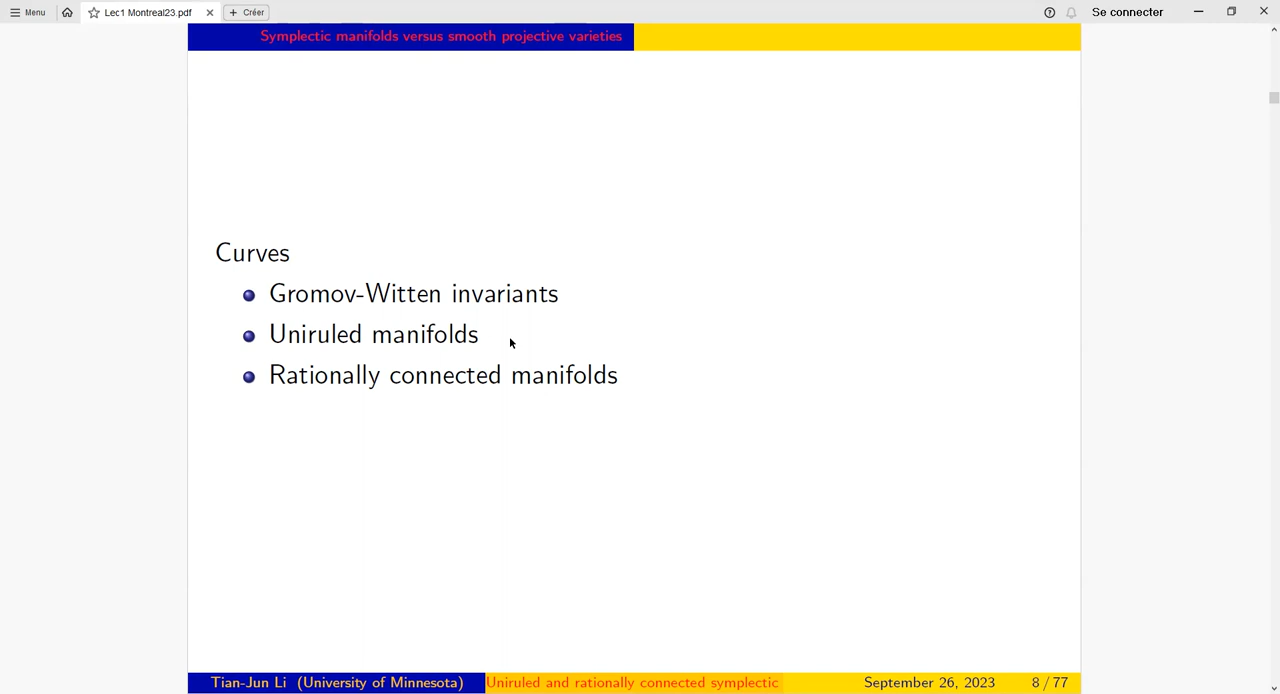 Menu
Lec1 Montreal23.pdf
Créer
Se connecter
Symplectic manifolds versus smooth projective varieties
Curves
Gromov-Witten invariants
Uniruled manifolds
Rationally connected manifolds
Tian-Jun Li (University of Minnesota)
Uniruled and rationally connected symplectic
September 26, 2023
8 / 77